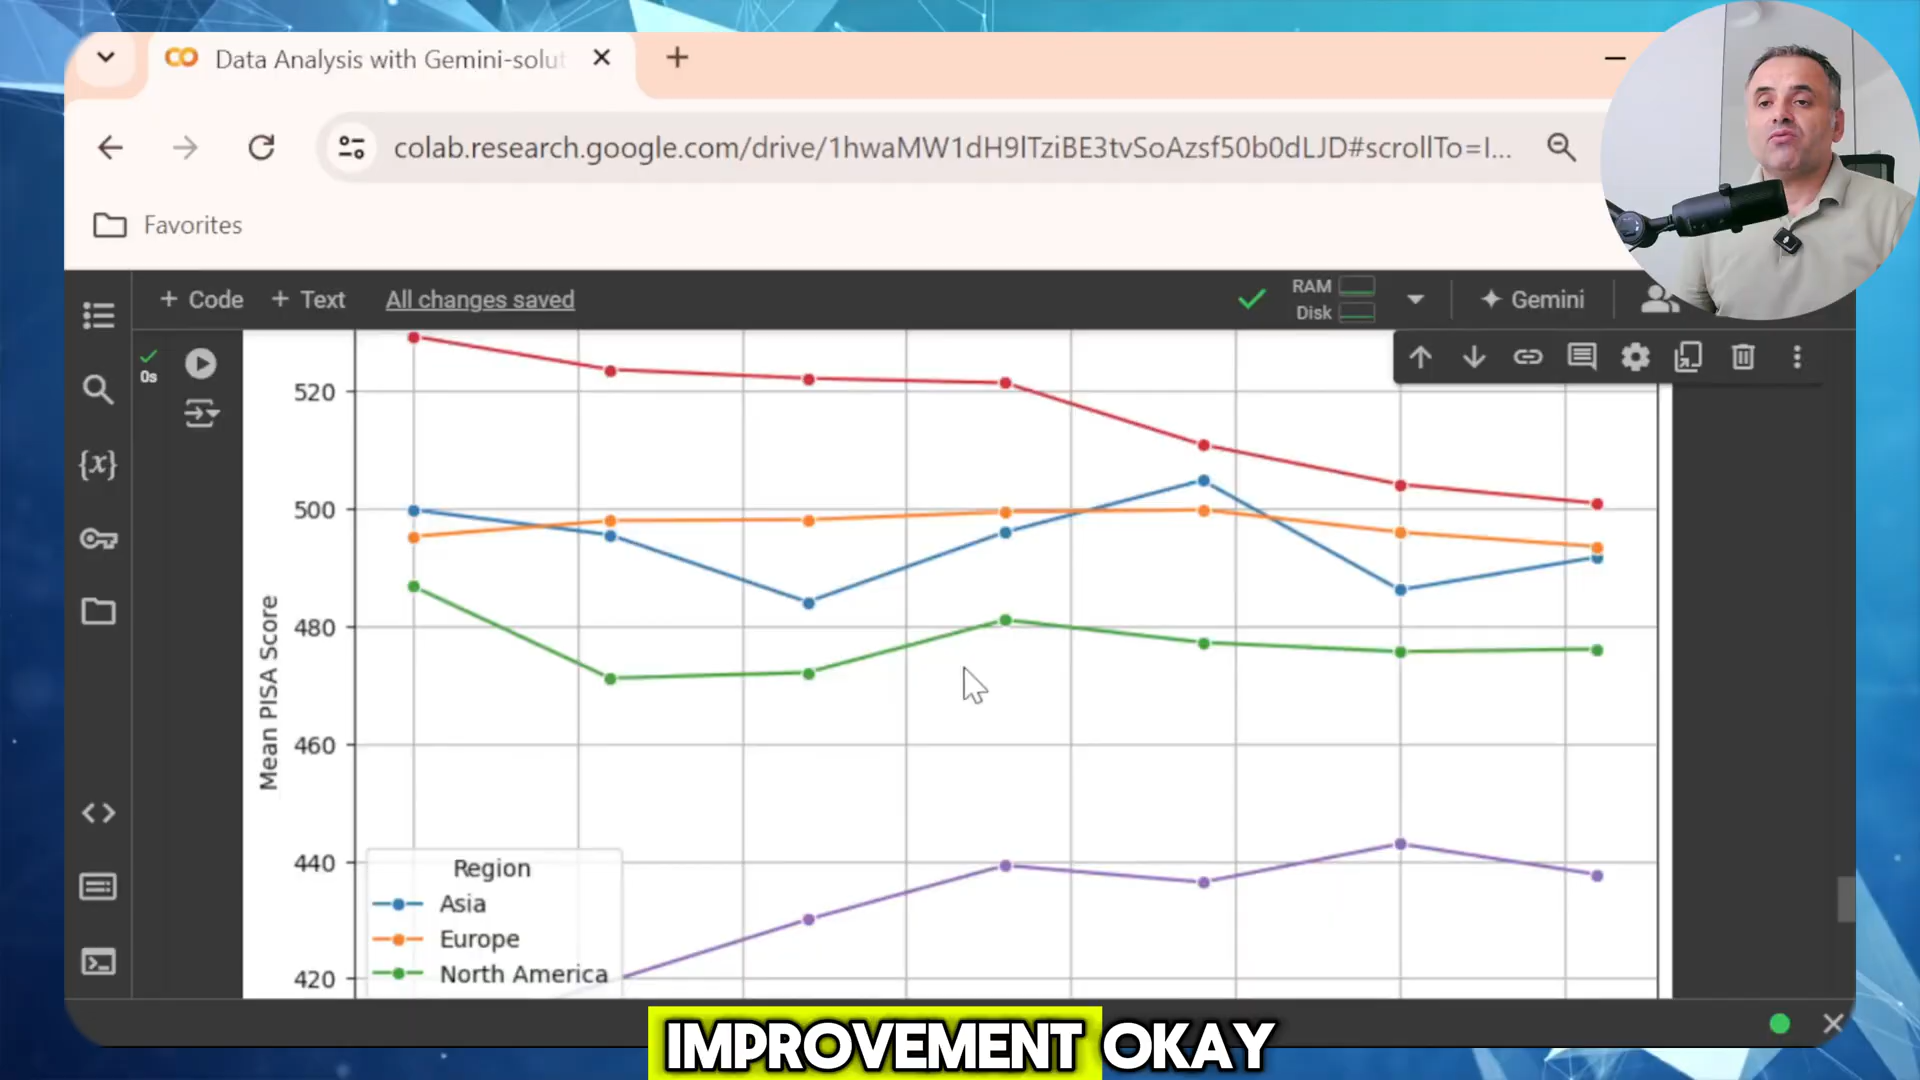 Data Analysis with Gemini-solut
colab.research.google.com/drive/1hwaMW1dH9lTziBE3tvSoAzsf50b0dLJD#scrollTo=I...
Favorites
+ Code + Text All changes saved
RAM
Disk
Gemini
0s
520
500
480
460
440
420
Mean PISA Score
Region
Asia
Europe
North America
IMPROVEMENT OKAY